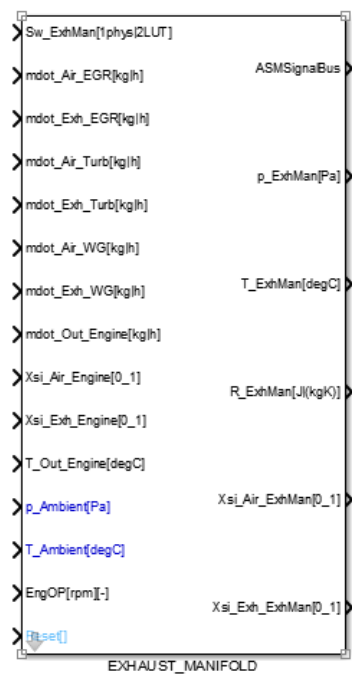 Sw_ExhMan[1phys|2LUT]
mdot_Air_EGR[kg|h]
mdot_Exh_EGR[kg|h]
mdot_Air_Turb[kg|h]
mdot_Exh_Turb[kg|h]
mdot_Air_WG[kg|h]
mdot_Exh_WG[kg|h]
mdot_Out_Engine[kg|h]
Xsi_Air_Engine[0_1]
Xsi_Exh_Engine[0_1]
T_Out_Engine[degC]
p_Ambient[Pa]
T_Ambient[degC]
EngOP[rpm][-]
Reset[]
ASMSignalBus
p_ExhMan[Pa]
T_ExhMan[degC]
R_ExhMan[J|(kgK)]
Xsi_Air_ExhMan[0_1]
Xsi_Exh_ExhMan[0_1]
EXHAUST_MANIFOLD